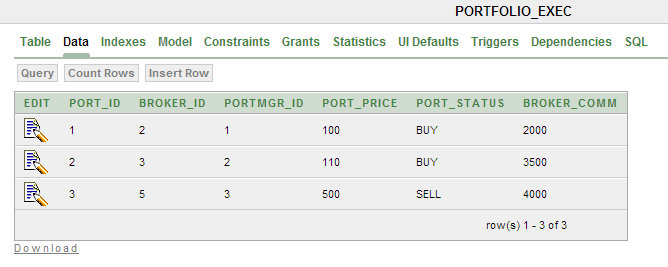 PORTFOLIO_EXEC
Table Data Indexes Model Constraints Grants Statistics UI Defaults Triggers Dependencies SQL
Query Count Rows Insert Row
EDIT PORT_ID BROKER_ID PORTMGR_ID PORT_PRICE PORT_STATUS BROKER_COMM
1 2 1 100 BUY 2000
2 3 2 110 BUY 3500
3 5 3 500 SELL 4000
row(s) 1 - 3 of 3
Download